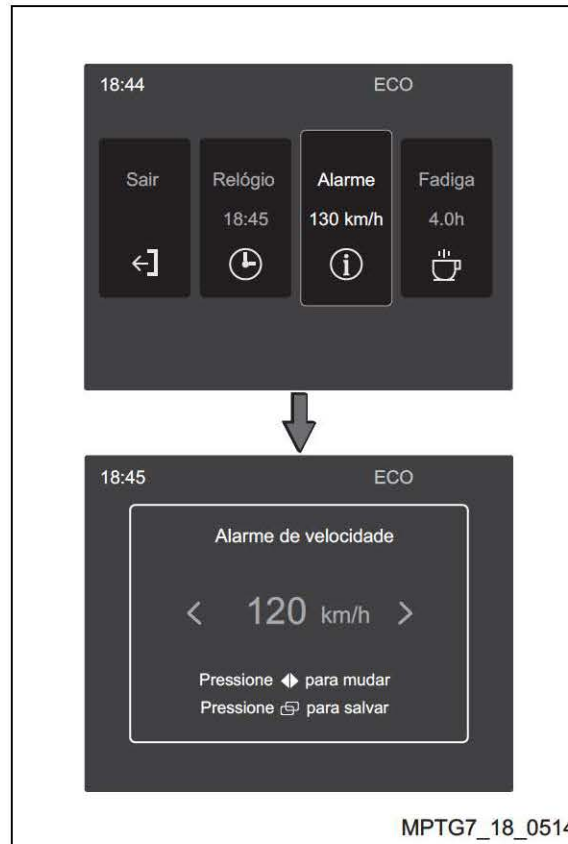 18:44 ECO
Sair Relógio Alarme Fadiga
18:45 130 km/h 4.0h
18:45 ECO
Alarme de velocidade
120 km/h
Pressione para mudar
Pressione para salvar
MPTG7_18_0514